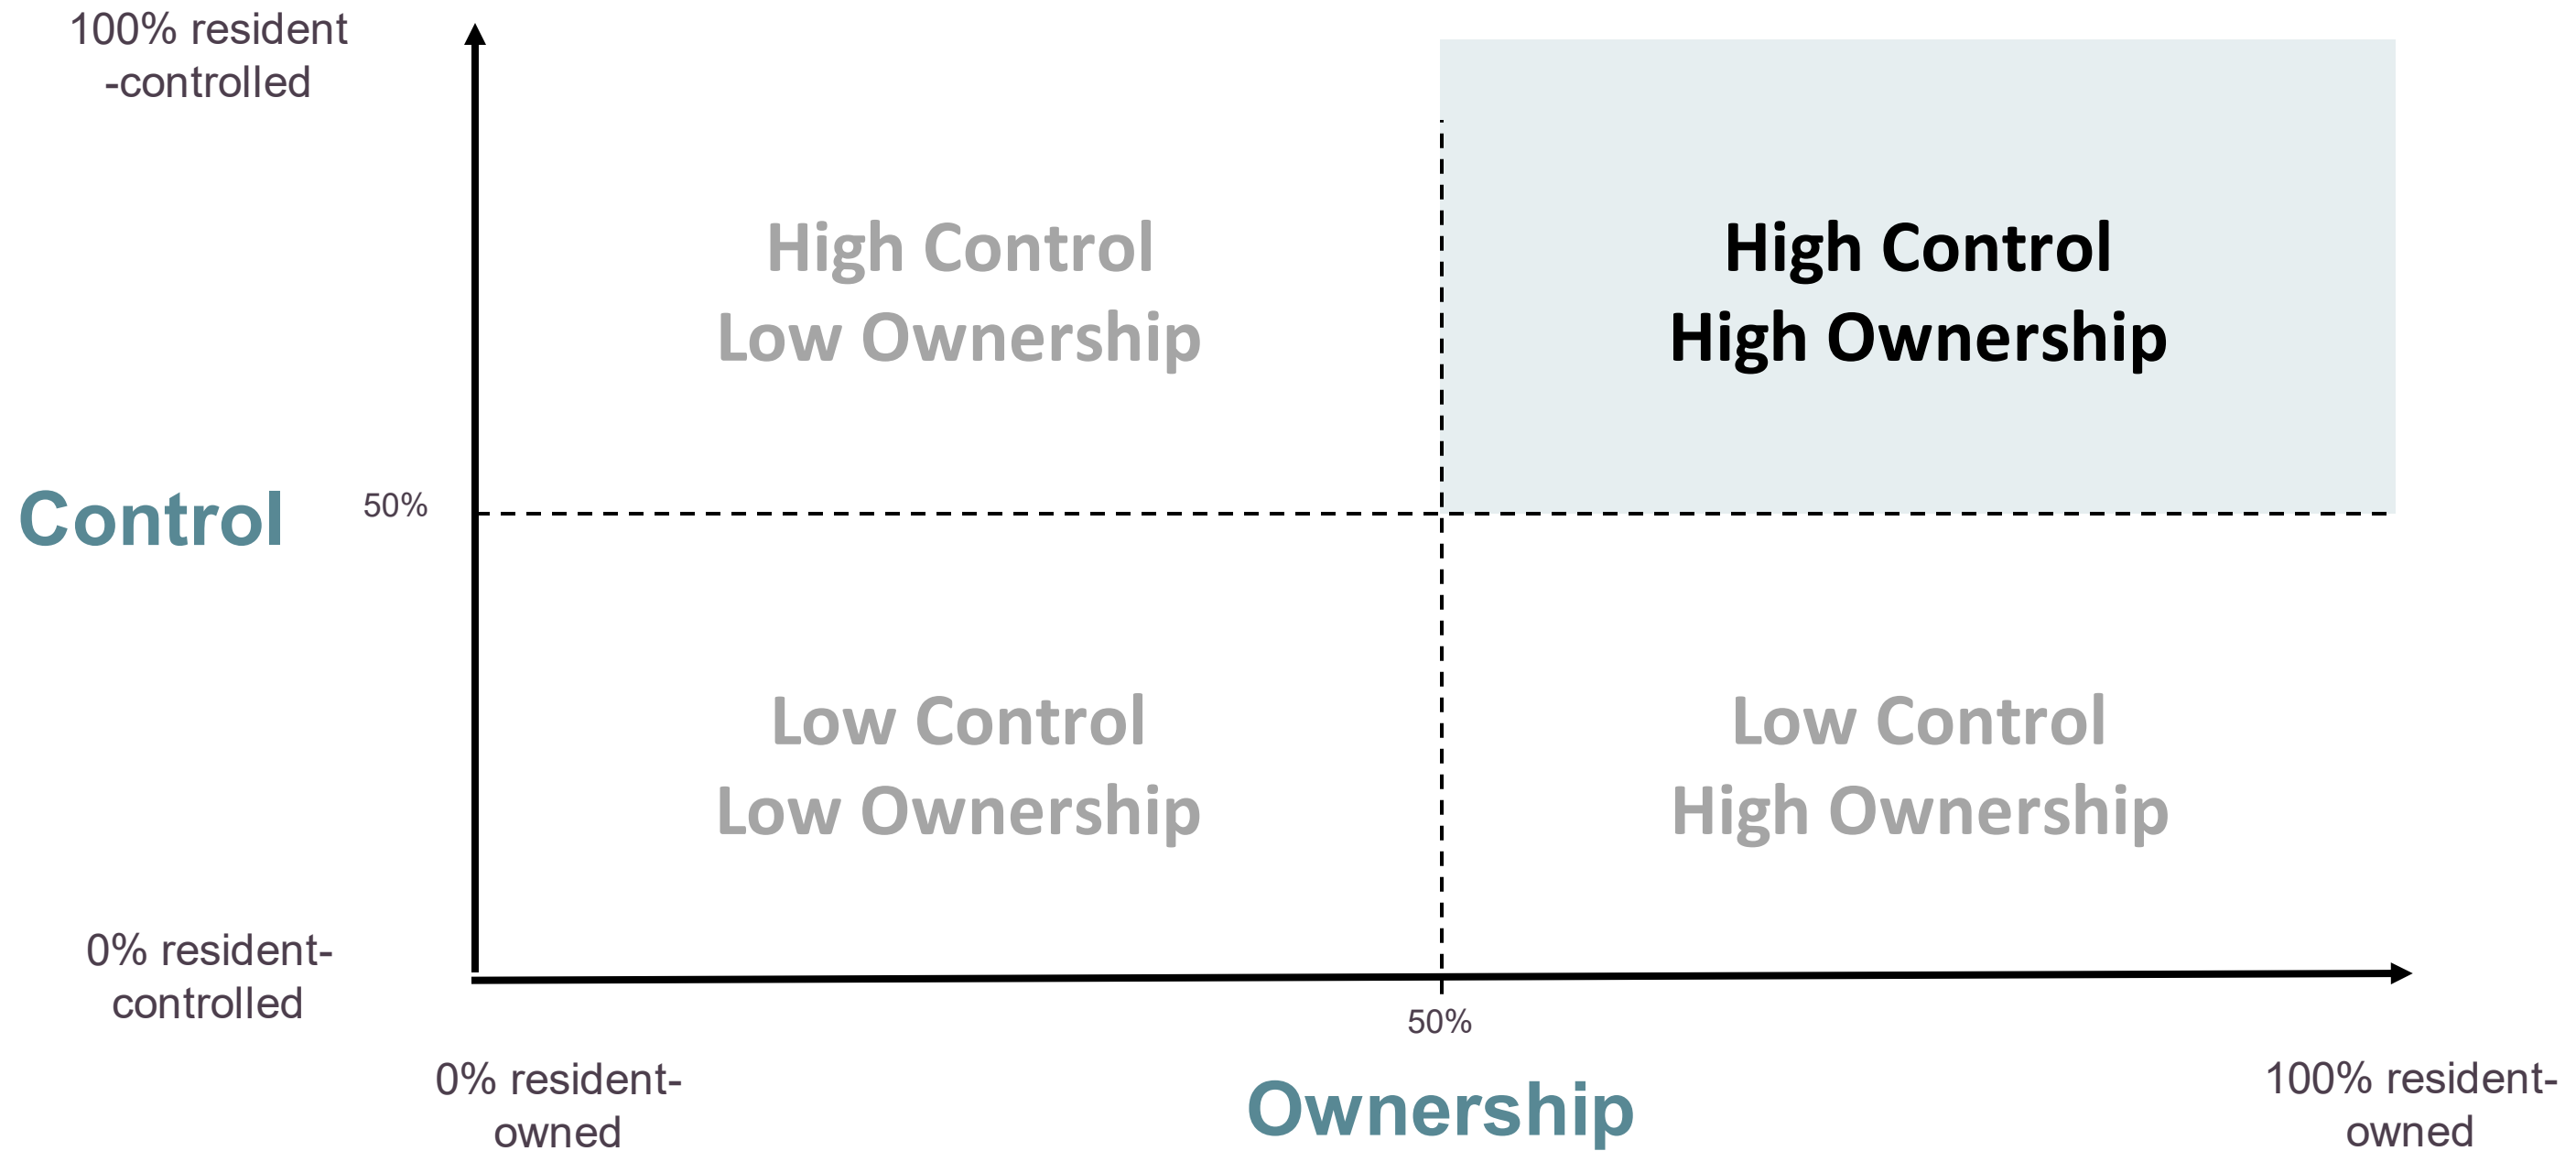 100% resident
-controlled
High Control
Low Ownership
High Control
High Ownership
Control
50%
Low Control
Low Ownership
Low Control
High Ownership
0% resident-
controlled
50%
0% resident-
owned
Ownership
100% resident-
owned